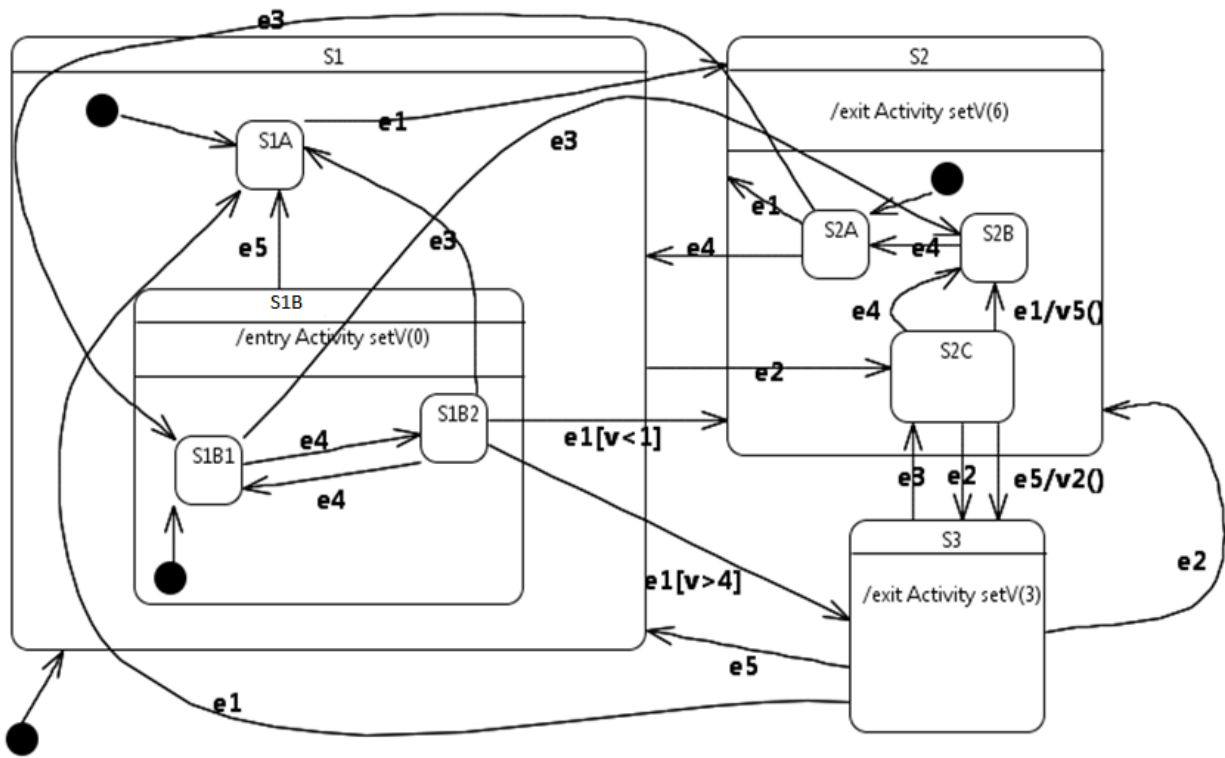 e3
S1
S2
/exit Activity setV(6)
S1A
e1
e3
e1
S2A
S2B
e5
e3
e4
e4
S1B
/entry Activity setV(0)
e4
e1/v5()
S2C
e2
S1B2
e4
e1[v<1]
S1B1
e4
e3
e2
e5/v2()
S3
e1[v>4]
/exit Activity setV(3)
e2
e5
e1